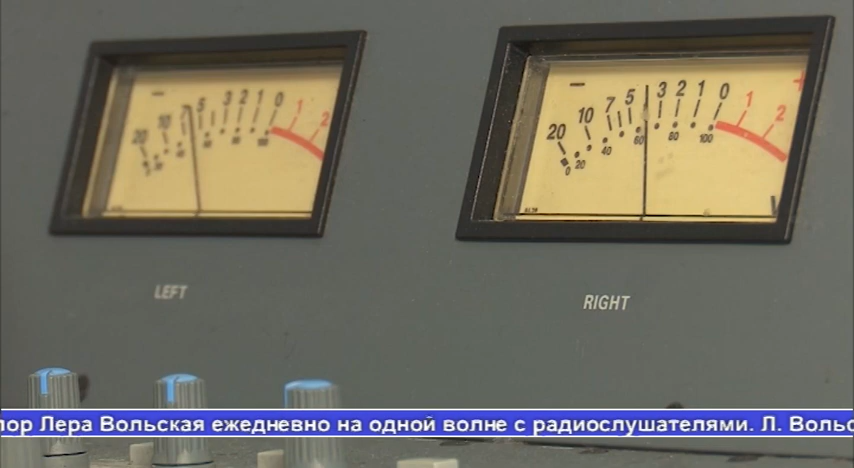 20 10 5 3 2 1 0 1 2
20 10 7 5 3 2 1 0 1 2 +
0 20 40 60 80 100
LEFT
RIGHT
Лера Вольская ежедневно на одной волне с радиослушателями. Л.